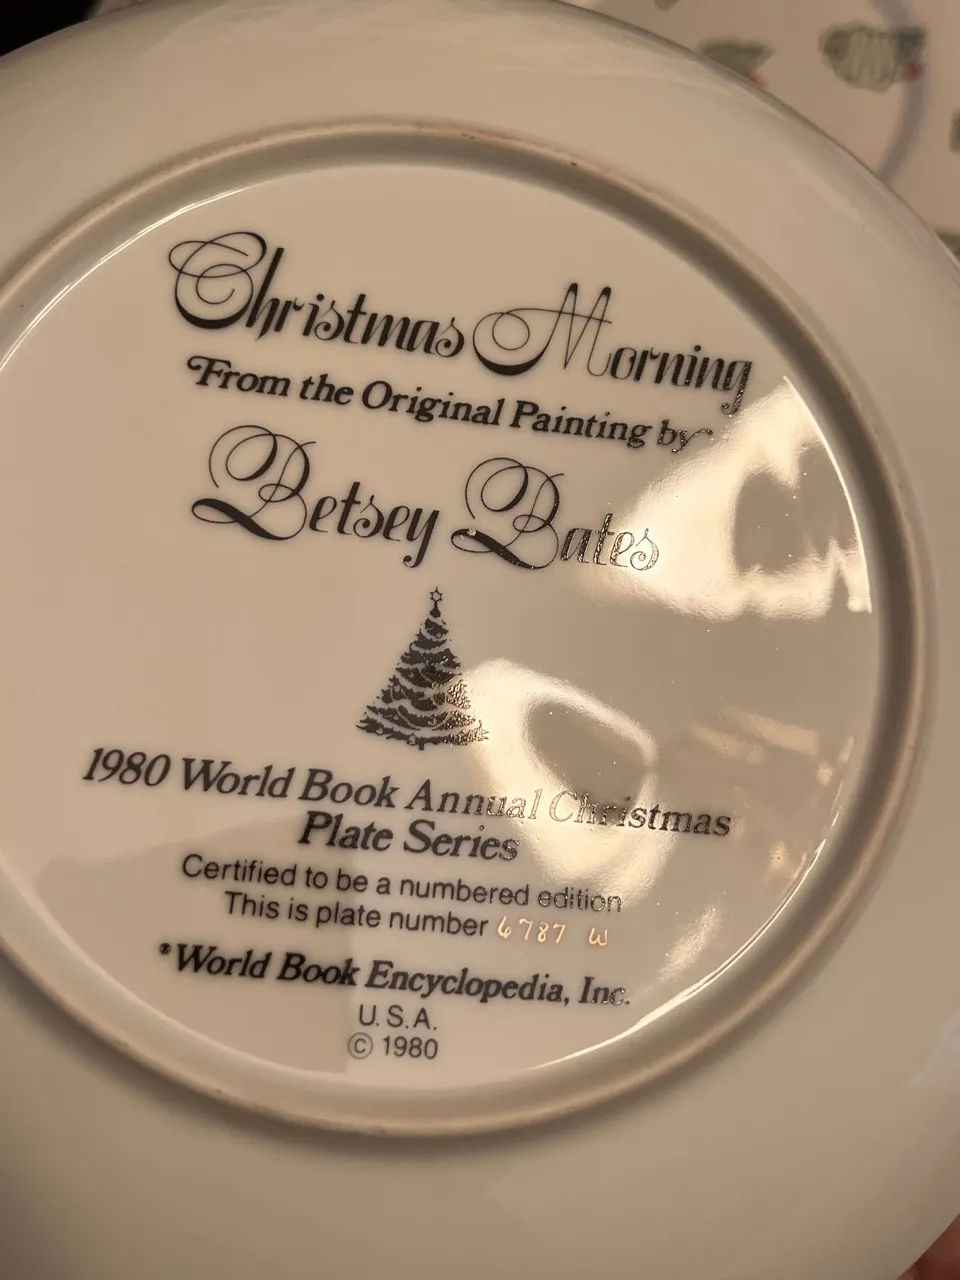 Christmas Morning
From the Original Painting by
Betsey Bates
1980 World Book Annual Christmas
Plate Series
Certified to be a numbered edition
This is plate number 6787 W
®World Book Encyclopedia, Inc.
U.S.A.
© 1980